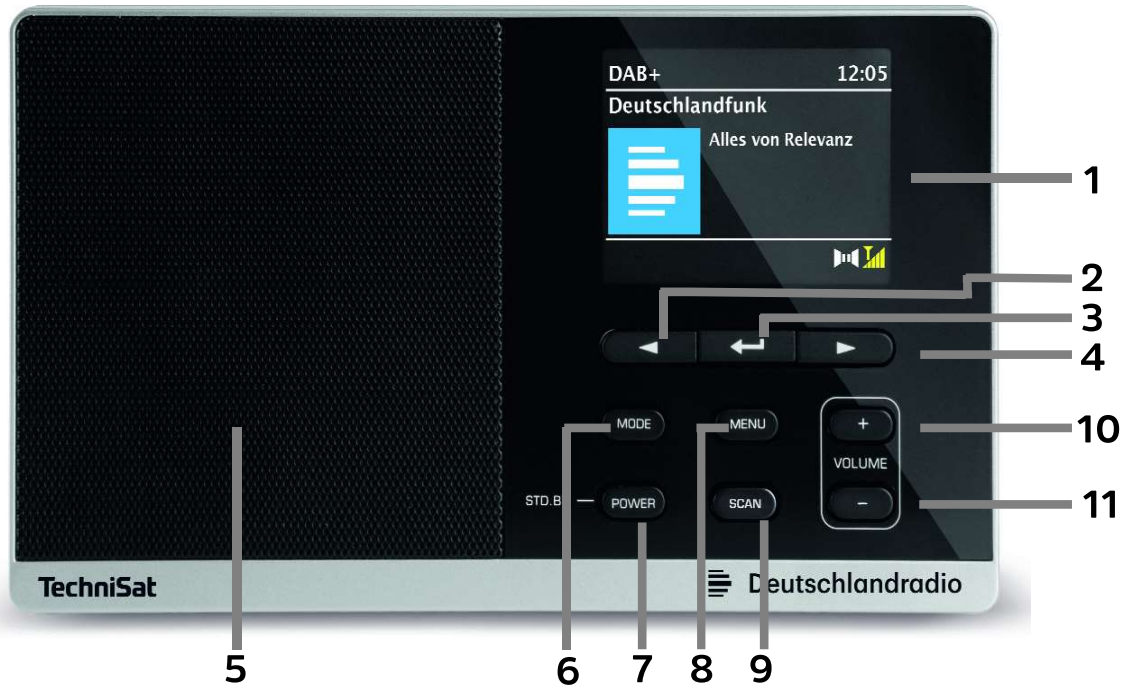 DAB+ 12:05
Deutschlandfunk
Alles von Relevanz
1
2
3
4
MODE
MENU
+
10
VOLUME
STD.B
POWER
SCAN
−
11
TechniSat
Deutschlandradio
5
6
7
8
9